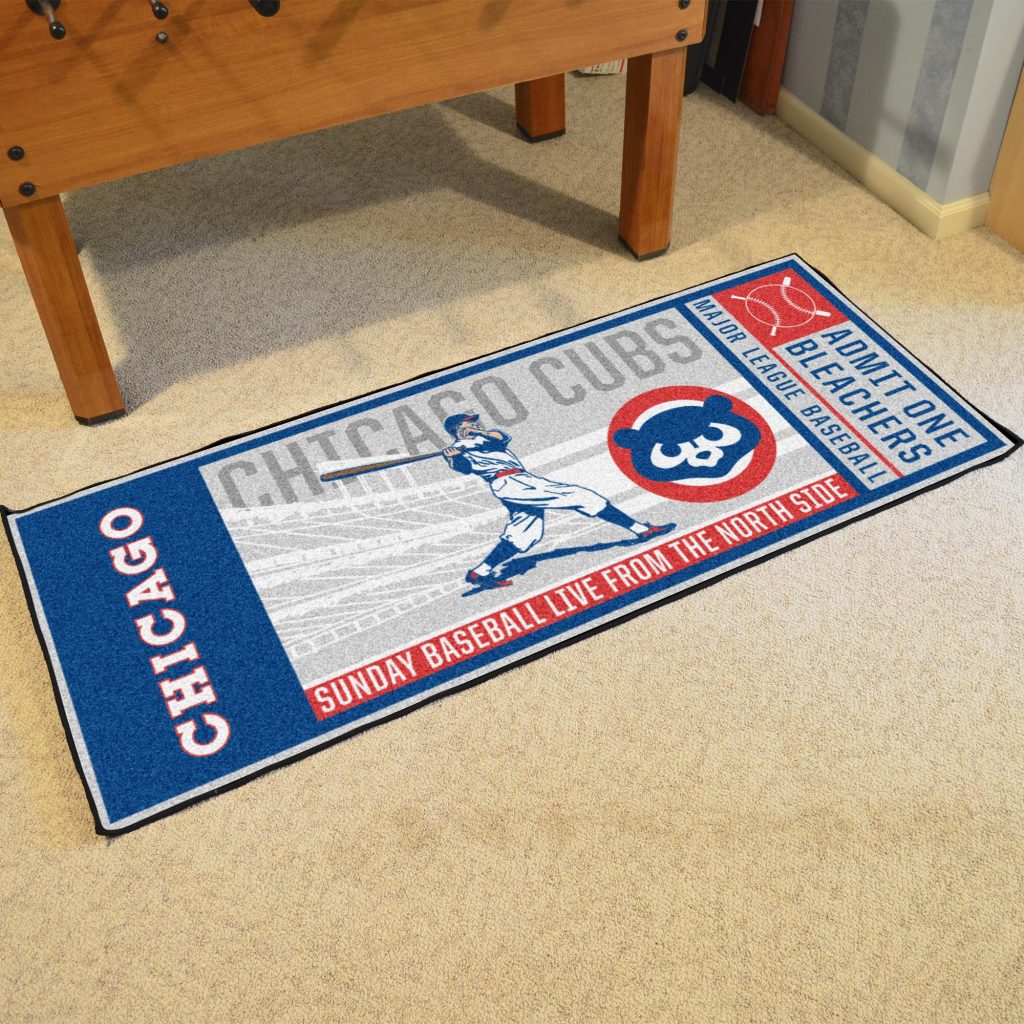 CHICAGO
CHICAGO CUBS
SUNDAY BASEBALL LIVE FROM THE NORTH SIDE
MAJOR LEAGUE BASEBALL
ADMIT ONE
BLEACHERS